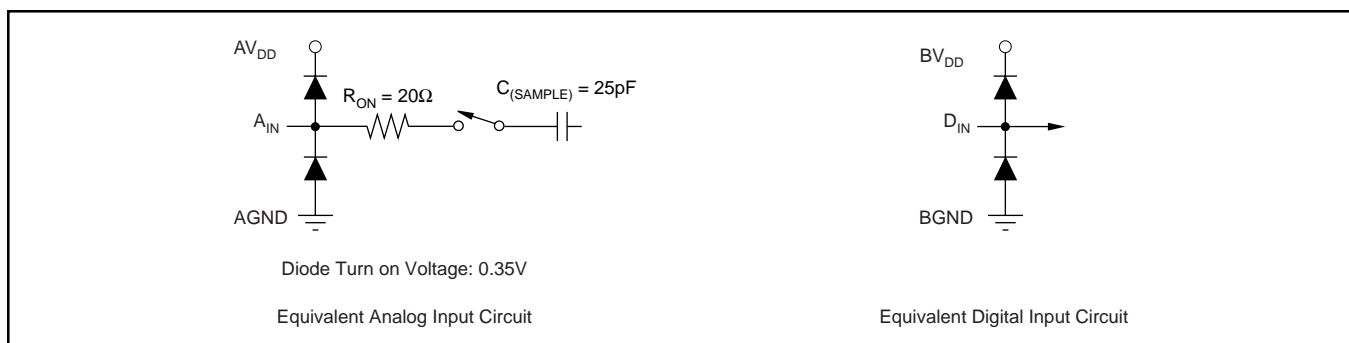 AV_DD
R_ON = 20Ω
C_(SAMPLE) = 25pF
A_IN
AGND
Diode Turn on Voltage: 0.35V
Equivalent Analog Input Circuit
BV_DD
D_IN
BGND
Equivalent Digital Input Circuit